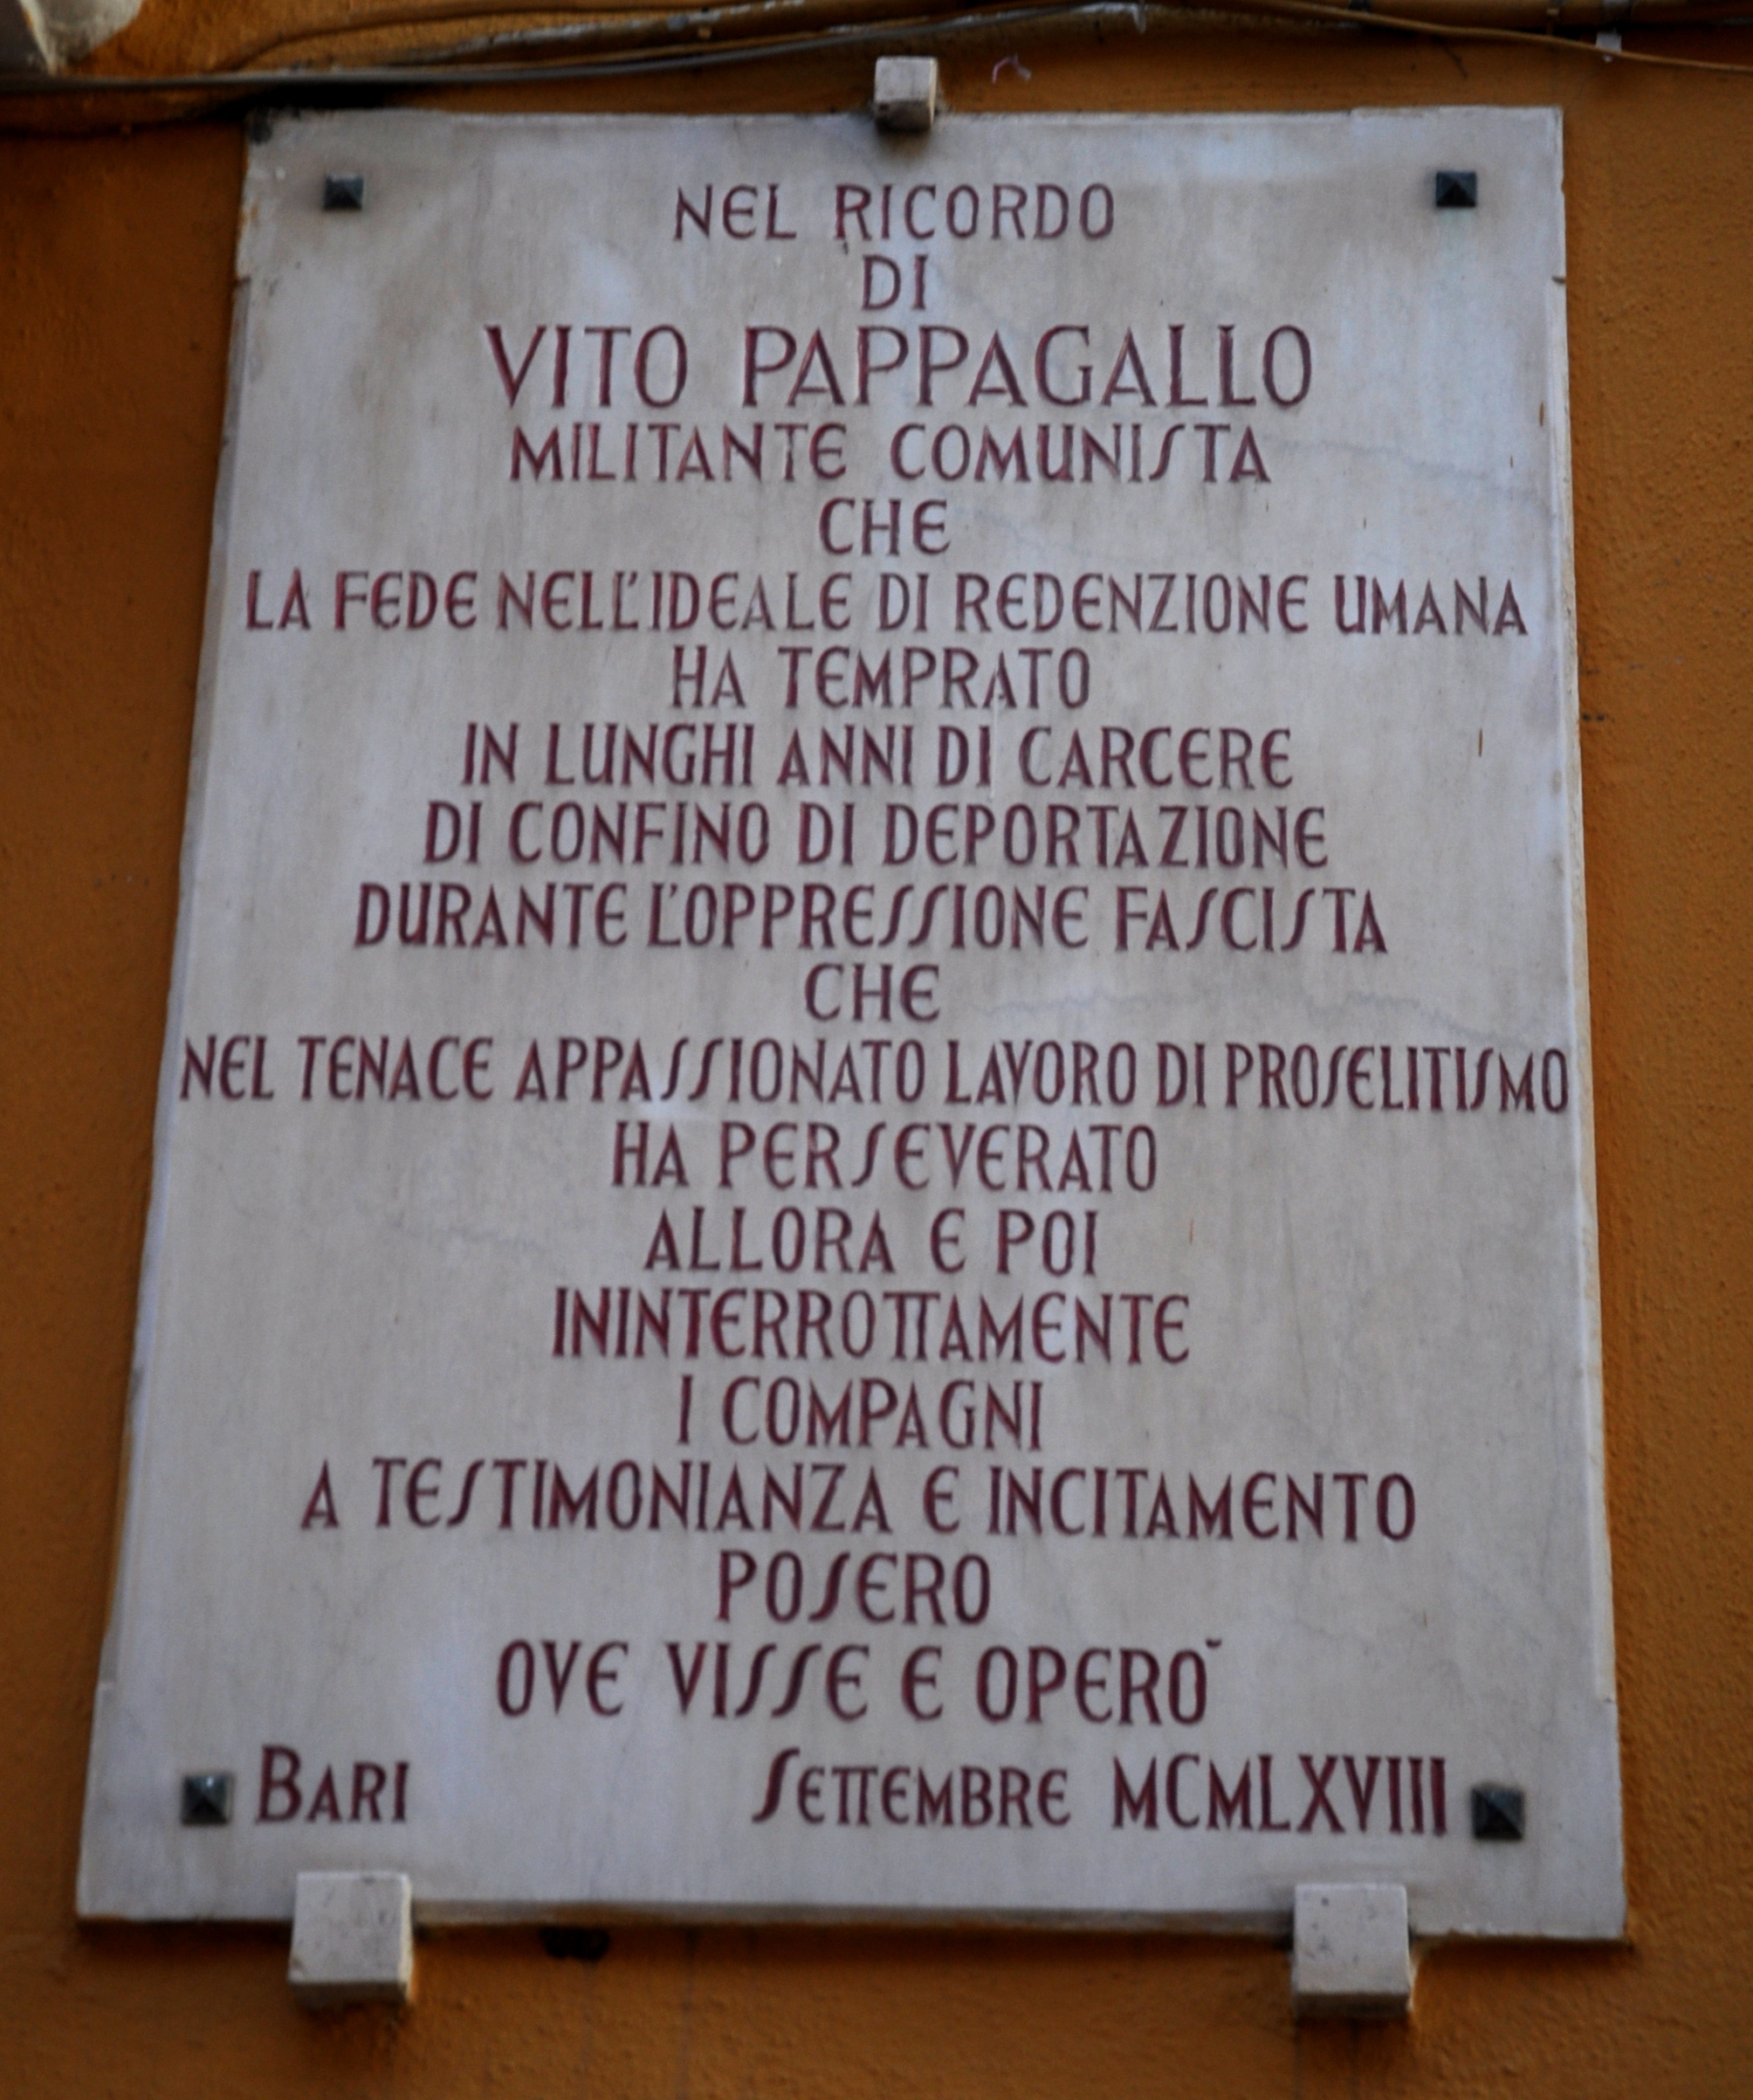 NEL RICORDO
DI
VITO PAPPAGALLO
MILITANTE COMUNISTA
CHE
LA FEDE NELL'IDEALE DI REDENZIONE UMANA
HA TEMPRATO
IN LUNGHI ANNI DI CARCERE
DI CONFINO DI DEPORTAZIONE
DURANTE L'OPPRESSIONE FASCISTA
CHE
NEL TENACE APPASSIONATO LAVORO DI PROSELITISMO
HA PERSEVERATO
ALLORA E POI
ININTERROTTAMENTE
I COMPAGNI
A TESTIMONIANZA E INCITAMENTO
POSERO
OVE VISSE E OPERO˘
BARI SETTEMBRE MCMLXVIII